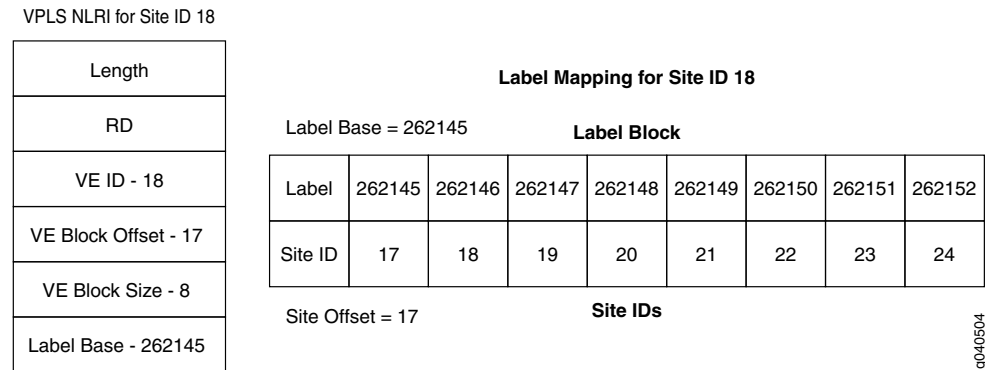 VPLS NLRI for Site ID 18
Length
RD
VE ID - 18
VE Block Offset - 17
VE Block Size - 8
Label Base - 262145
Label Mapping for Site ID 18
Label Base = 262145
Label Block
Label 262145 262146 262147 262148 262149 262150 262151 262152
Site ID 17 18 19 20 21 22 23 24
Site Offset = 17
Site IDs
g040504